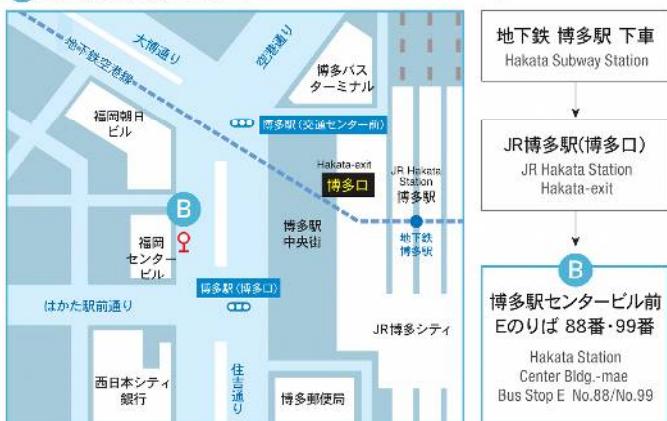 大博通り
空港通り
地下鉄空港線
博多バス
ターミナル
福岡朝日
ビル
博多駅(交通センター前)
Hakata-exit
博多口
JR Hakata
Station
博多駅
B
福岡
センター
ビル
博多駅
中央街
地下鉄
博多駅
博多駅(博多口)
はかた駅前通り
JR博多シティ
西日本シティ
銀行
住吉通り
博多郵便局
地下鉄 博多駅 下車
Hakata Subway Station
JR博多駅(博多口)
JR Hakata Station
Hakata-exit
B
博多駅センタービル前
Eのりば 88番・99番
Hakata Station
Center Bldg.-mae
Bus Stop E No.88/No.99